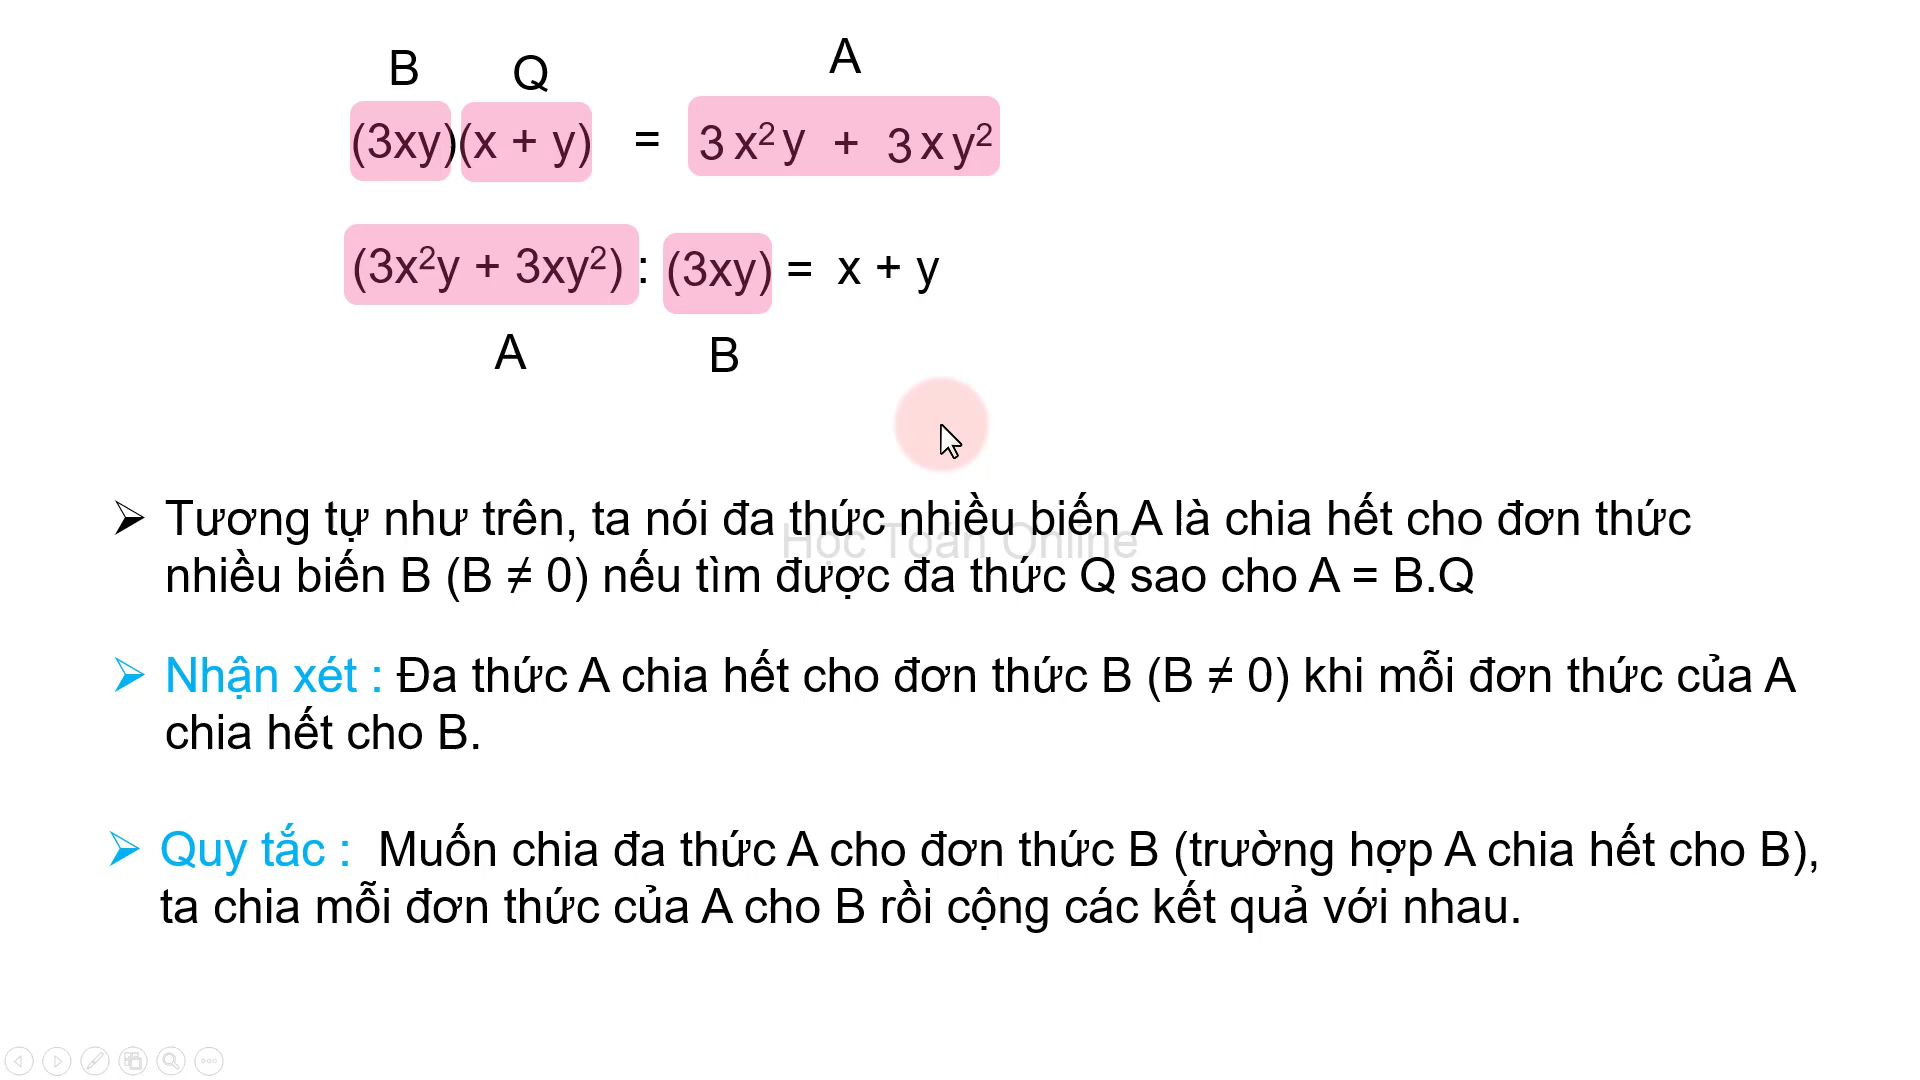 B Q A
(3xy)(x + y) = 3x²y + 3xy²
(3x²y + 3xy²) : (3xy) = x + y
A B
➢ Tương tự như trên, ta nói đa thức nhiều biến A là chia hết cho đơn thức
Học Toán Online
nhiều biến B (B ≠ 0) nếu tìm được đa thức Q sao cho A = B.Q
➢ Nhận xét : Đa thức A chia hết cho đơn thức B (B ≠ 0) khi mỗi đơn thức của A
chia hết cho B.
➢ Quy tắc : Muốn chia đa thức A cho đơn thức B (trường hợp A chia hết cho B),
ta chia mỗi đơn thức của A cho B rồi cộng các kết quả với nhau.